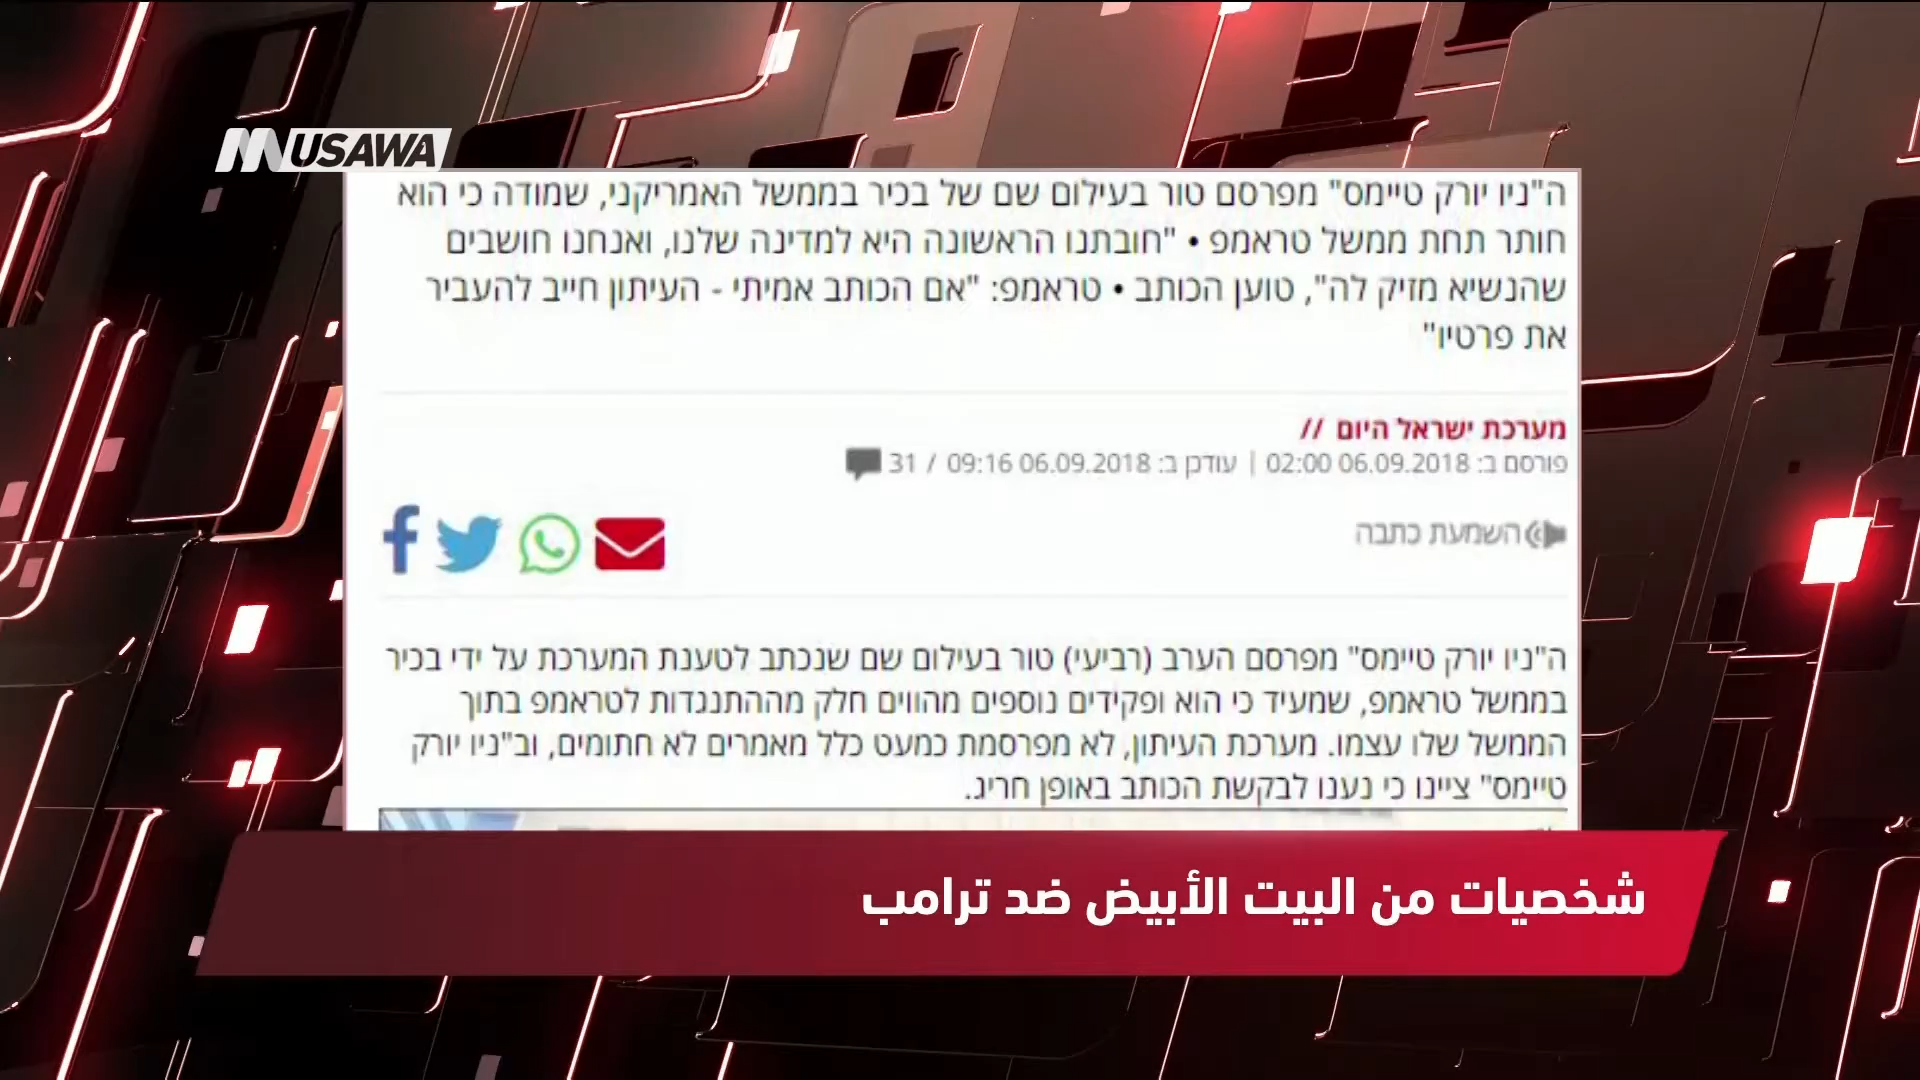 MUSAWA
ה"ניו יורק טיימס" מפרסם טור בעילום שם של בכיר בממשל האמריקני, שמודה כי הוא
חותר תחת ממשל טראמפ • "חובתנו הראשונה היא למדינה שלנו, ואנחנו חושבים
שהנשיא מזיק לה", טוען הכותב • טראמפ: "אם הכותב אמיתי - העיתון חייב להעביר
את פרטיו"
מערכת ישראל היום //
פורסם ב: 06.09.2018 02:00 | עודכן ב: 06.09.2018 09:16 / 31
השמעת כתבה
ה"ניו יורק טיימס" מפרסם הערב (רביעי) טור בעילום שם שנכתב לטענת המערכת על ידי בכיר
בממשל טראמפ, שמעיד כי הוא ופקידים נוספים מהווים חלק מההתנגדות לטראמפ בתוך
הממשל שלו עצמו. מערכת העיתון, לא מפרסמת כמעט כלל מאמרים לא חתומים, וב"ניו יורק
טיימס" ציינו כי נענו לבקשת הכותב באופן חריג.
شخصيات من البيت الأبيض ضد ترامب